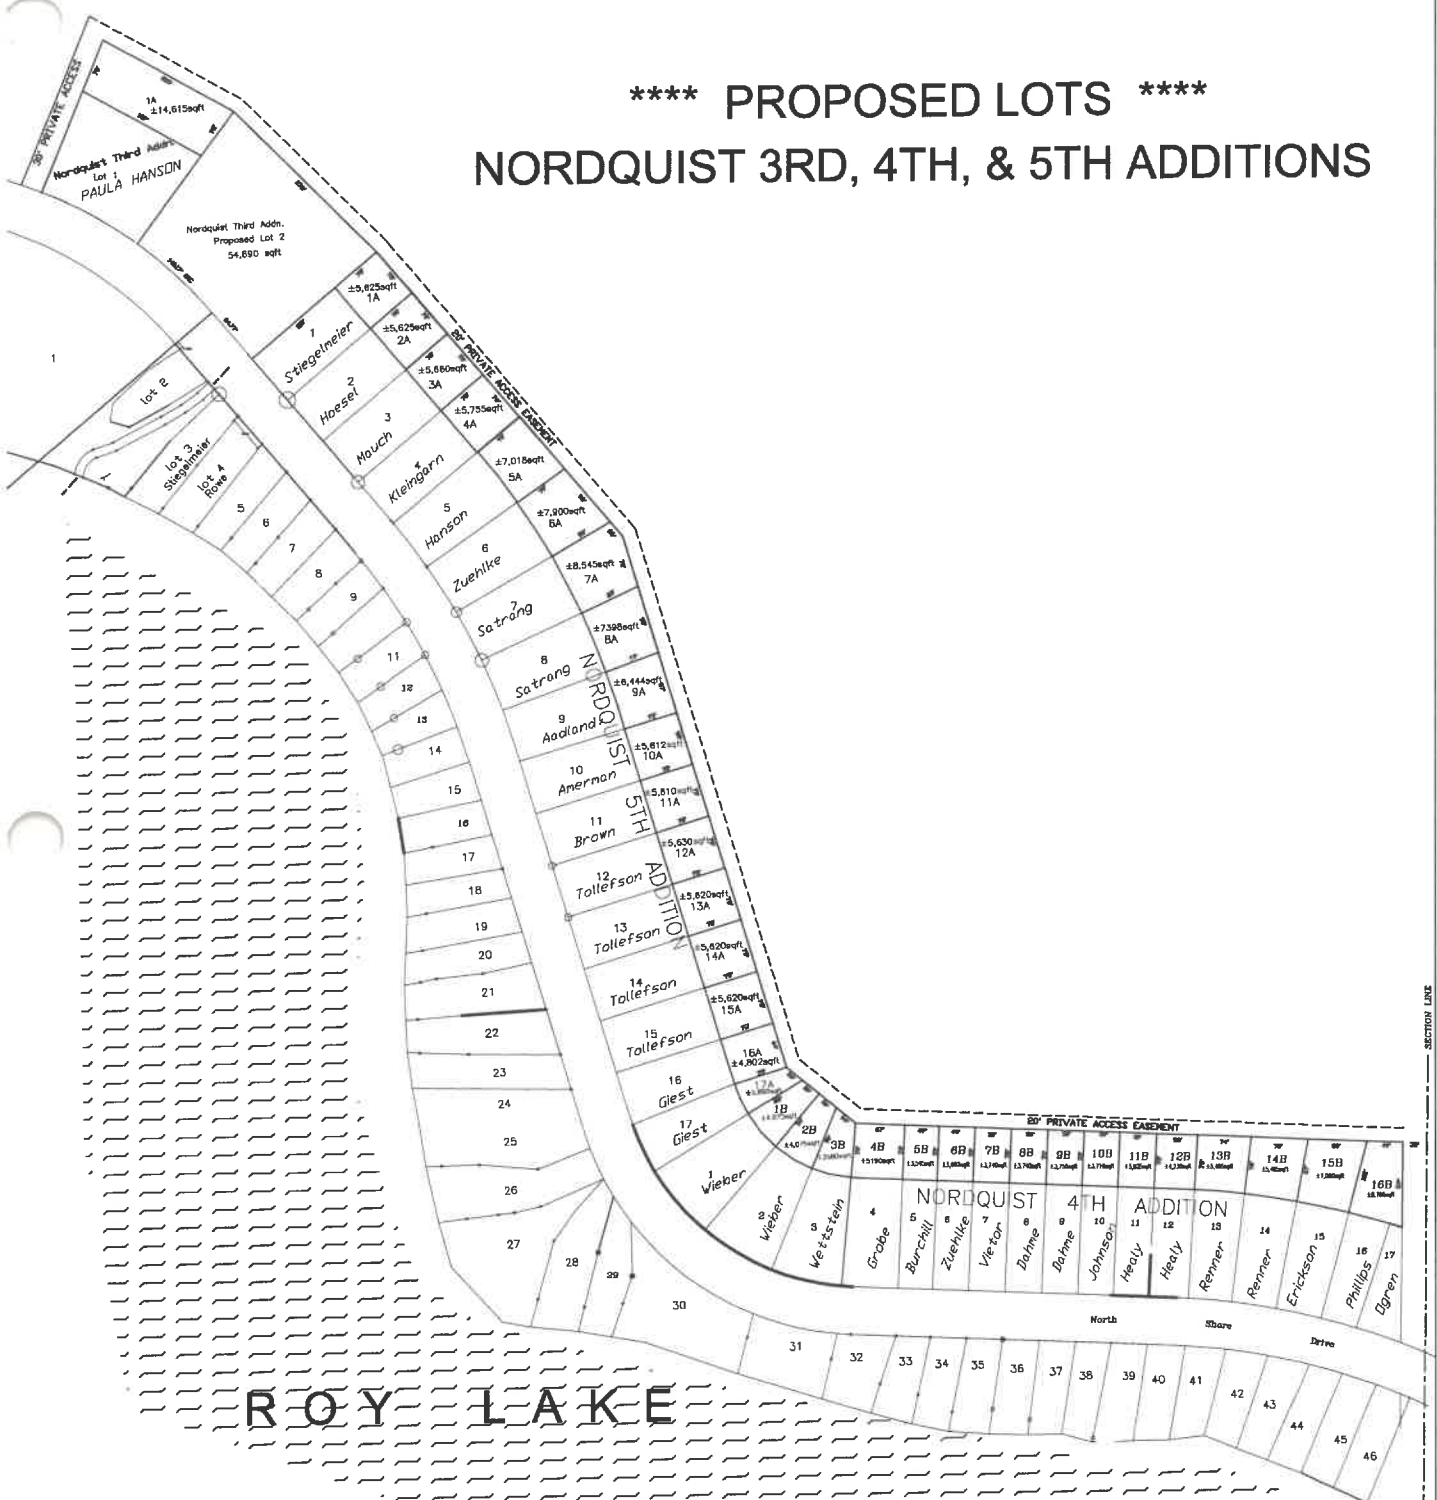 **** PROPOSED LOTS ****
NORDQUIST 3RD, 4TH, & 5TH ADDITIONS
30' PRIVATE ACCESS
1A
±14,615sqft
Nordquist Third Addn.
Lot 1
PAULA HANSON
Nordquist Third Addn.
Proposed Lot 2
54,690 sqft
20' PRIVATE ACCESS EASEMENT
±5,625sqft
1A
±5,625sqft
2A
±5,660sqft
3A
±5,755sqft
4A
±7,018sqft
5A
±7,900sqft
6A
±8,545sqft
7A
±7398sqft
8A
±6,444sqft
9A
±5,612sqft
10A
±5,610sqft
11A
±5,630sqft
12A
±5,620sqft
13A
±5,620sqft
14A
±5,620sqft
15A
16A
±4,802sqft
17A
1
Stiegelmeier
2
Hoesel
3
Mauch
4
Kleingarn
5
Hanson
6
Zuehlke
7
Satrang
8
Satrang
9
Aadland
10
Amerman
11
Brown
12
Tollefson
13
Tollefson
14
Tollefson
15
Tollefson
16
Giest
17
Giest
NORDQUIST 5TH ADDITION
1
lot 2
lot 3
Stiegelmeier
lot 4
Rowe
5
6
7
8
9
11
12
13
14
15
16
17
18
19
20
21
22
23
24
25
26
27
28
29
30
31
32
33
34
35
36
37
38
39
40
41
42
43
44
45
46
20' PRIVATE ACCESS EASEMENT
1B
2B
3B
4B
5B
6B
7B
8B
9B
10B
11B
12B
13B
14B
15B
16B
NORDQUIST 4TH ADDITION
1
Wieber
2
Wieber
3
Wettstein
4
Grobe
5
Burchill
6
Zuehlke
7
Vietor
8
Dahme
9
Dahme
10
Johnson
11
Healy
12
Healy
13
Renner
14
Renner
15
Erickson
16
Phillips
17
Ogren
North Shore Drive
SECTION LINE
ROY LAKE